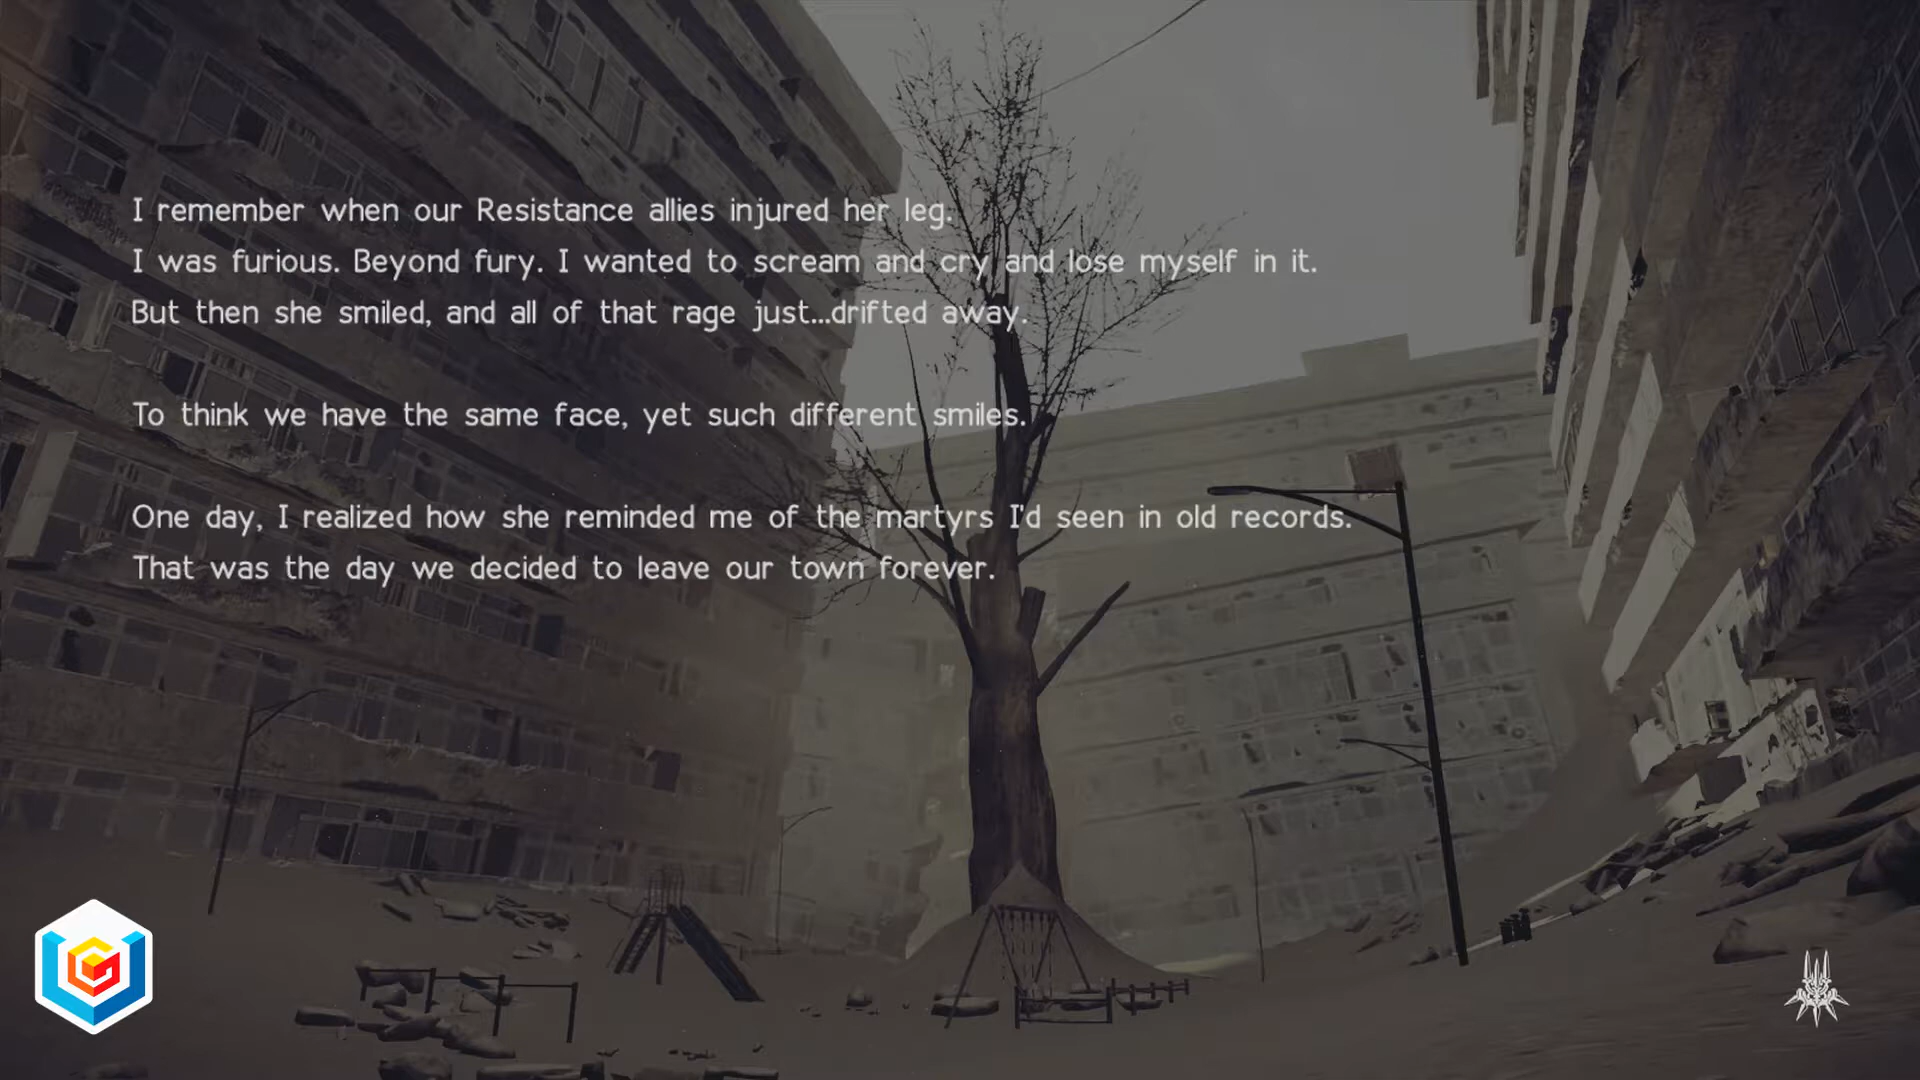 I remember when our Resistance allies injured her leg.
I was furious. Beyond fury. I wanted to scream and cry and lose myself in it.
But then she smiled, and all of that rage just...drifted away.
To think we have the same face, yet such different smiles.
One day, I realized how she reminded me of the martyrs I'd seen in old records.
That was the day we decided to leave our town forever.